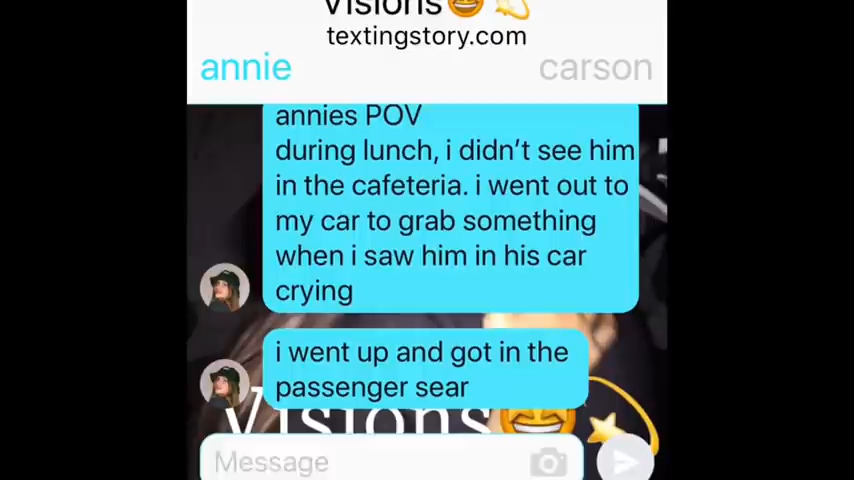 Visions🤩💫
textingstory.com
annie
carson
annies POV
during lunch, i didn’t see him
in the cafeteria. i went out to
my car to grab something
when i saw him in his car
crying
i went up and got in the
passenger sear
Visions🤩💫
Message